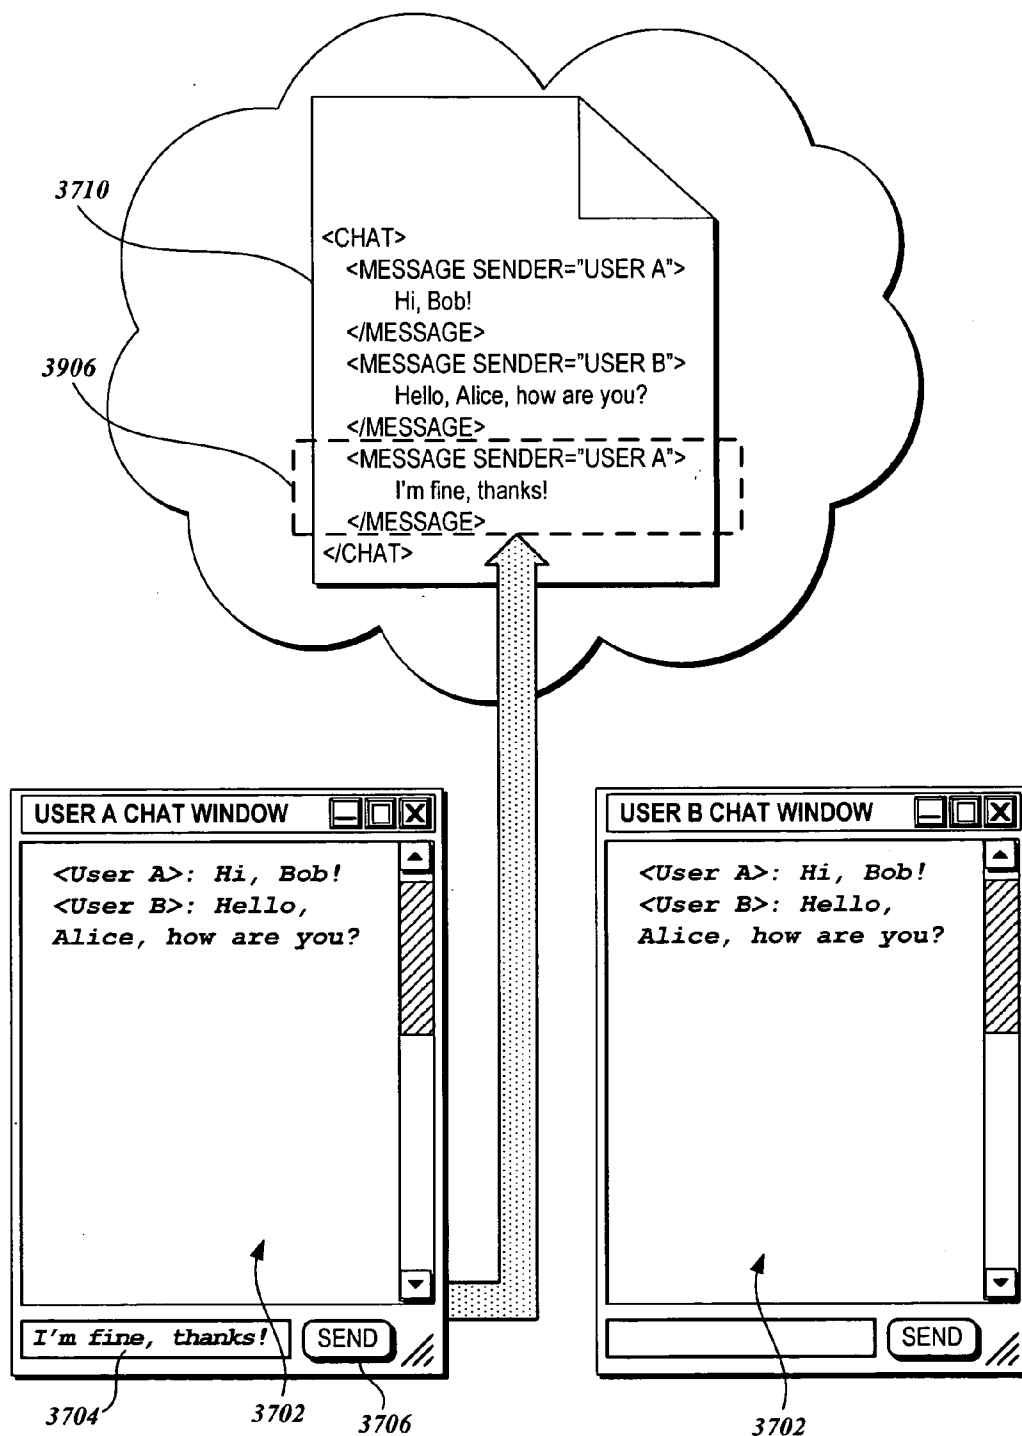 3710
<CHAT>
<MESSAGE SENDER="USER A">
Hi, Bob!
</MESSAGE>
3906
<MESSAGE SENDER="USER B">
Hello, Alice, how are you?
</MESSAGE>
<MESSAGE SENDER="USER A">
I'm fine, thanks!
</MESSAGE>
</CHAT>
USER A CHAT WINDOW
<User A>: Hi, Bob!
<User B>: Hello,
Alice, how are you?
I'm fine, thanks!
SEND
3704
3702
3706
USER B CHAT WINDOW
<User A>: Hi, Bob!
<User B>: Hello,
Alice, how are you?
SEND
3702